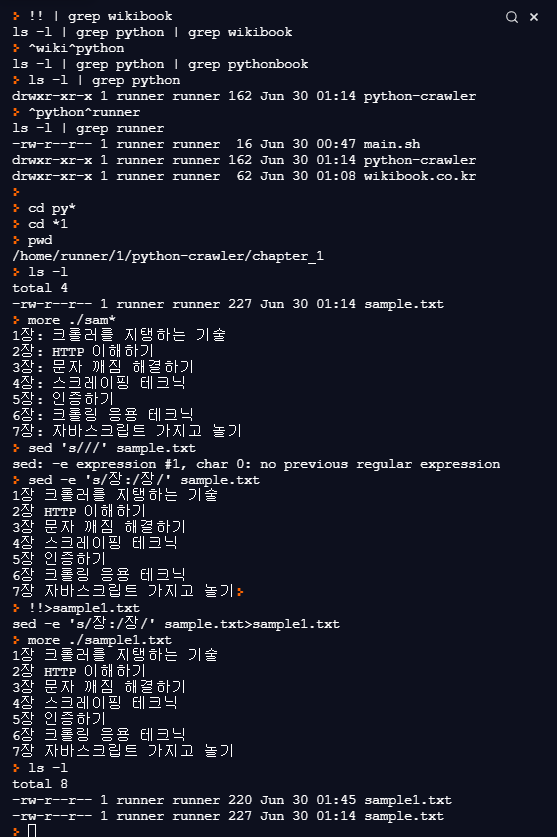 > !! | grep wikibook
ls -l | grep python | grep wikibook
> ^wiki^python
ls -l | grep python | grep pythonbook
> ls -l | grep python
drwxr-xr-x 1 runner runner 162 Jun 30 01:14 python-crawler
> ^python^runner
ls -l | grep runner
-rw-r--r-- 1 runner runner  16 Jun 30 00:47 main.sh
drwxr-xr-x 1 runner runner 162 Jun 30 01:14 python-crawler
drwxr-xr-x 1 runner runner  62 Jun 30 01:08 wikibook.co.kr
>
> cd py*
> cd *1
> pwd
/home/runner/1/python-crawler/chapter_1
> ls -l
total 4
-rw-r--r-- 1 runner runner 227 Jun 30 01:14 sample.txt
> more ./sam*
1장: 크롤러를 지탱하는 기술
2장: HTTP 이해하기
3장: 문자 깨짐 해결하기
4장: 스크레이핑 테크닉
5장: 인증하기
6장: 크롤링 응용 테크닉
7장: 자바스크립트 가지고 놀기
> sed 's///' sample.txt
sed: -e expression #1, char 0: no previous regular expression
> sed -e 's/장:/장/' sample.txt
1장 크롤러를 지탱하는 기술
2장 HTTP 이해하기
3장 문자 깨짐 해결하기
4장 스크레이핑 테크닉
5장 인증하기
6장 크롤링 응용 테크닉
7장 자바스크립트 가지고 놀기>
> !!>sample1.txt
sed -e 's/장:/장/' sample.txt>sample1.txt
> more ./sample1.txt
1장 크롤러를 지탱하는 기술
2장 HTTP 이해하기
3장 문자 깨짐 해결하기
4장 스크레이핑 테크닉
5장 인증하기
6장 크롤링 응용 테크닉
7장 자바스크립트 가지고 놀기
> ls -l
total 8
-rw-r--r-- 1 runner runner 220 Jun 30 01:45 sample1.txt
-rw-r--r-- 1 runner runner 227 Jun 30 01:14 sample.txt
>